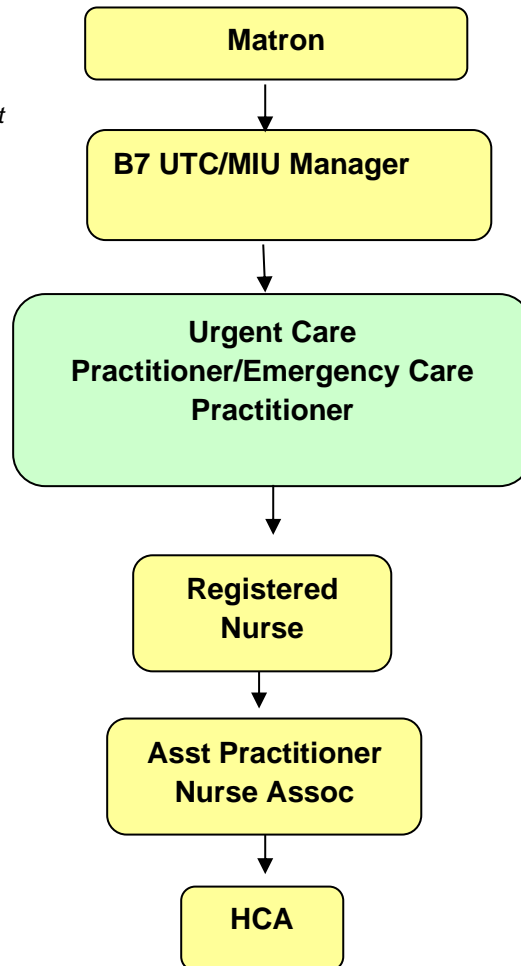 Matron
t
B7 UTC/MIU Manager
Urgent Care
Practitioner/Emergency Care
Practitioner
Registered
Nurse
Asst Practitioner
Nurse Assoc
HCA